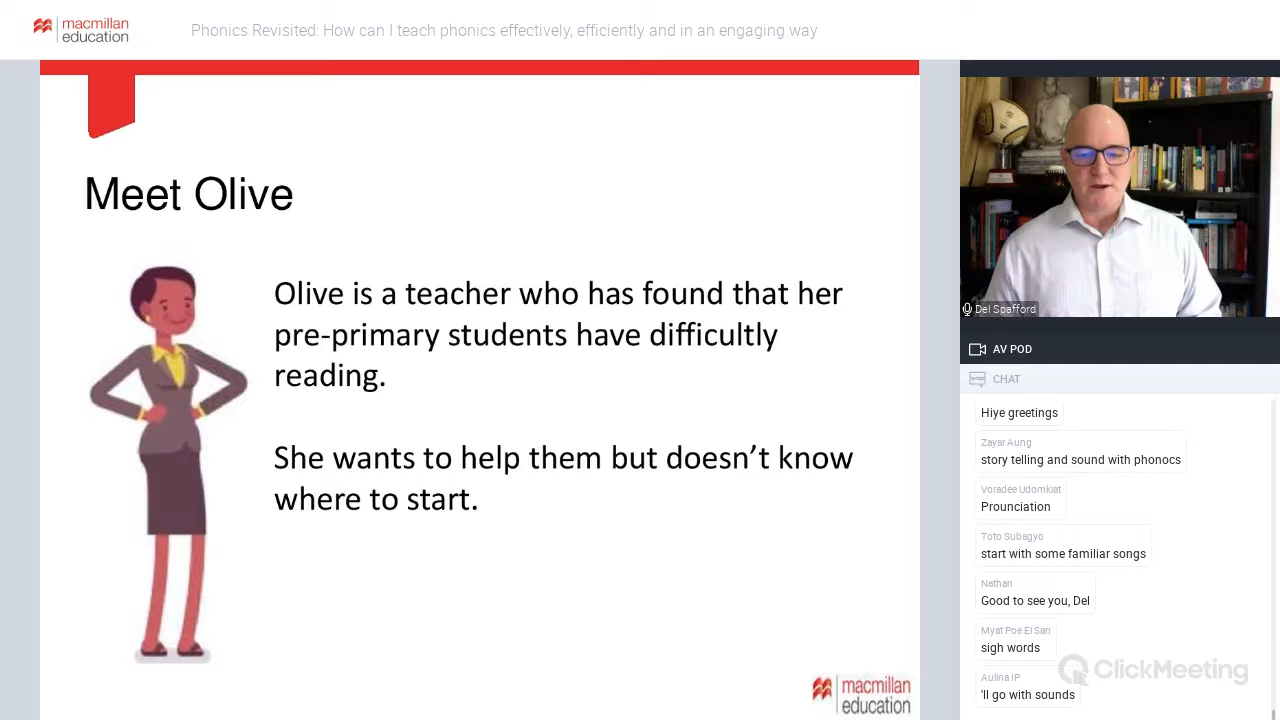 macmillan
education
Phonics Revisited: How can I teach phonics effectively, efficiently and in an engaging way
Meet Olive
Olive is a teacher who has found that her
pre-primary students have difficultly
reading.
She wants to help them but doesn't know
where to start.
macmillan
education
Del Spafford
AV POD
CHAT
Hiye greetings
Zayar Aung
story telling and sound with phonocs
Voradee Udomkiat
Prounciation
Toto Subagyo
start with some familiar songs
Nathan
Good to see you, Del
Myat Poe Ei San
sigh words
Aulina IP
'll go with sounds
ClickMeeting